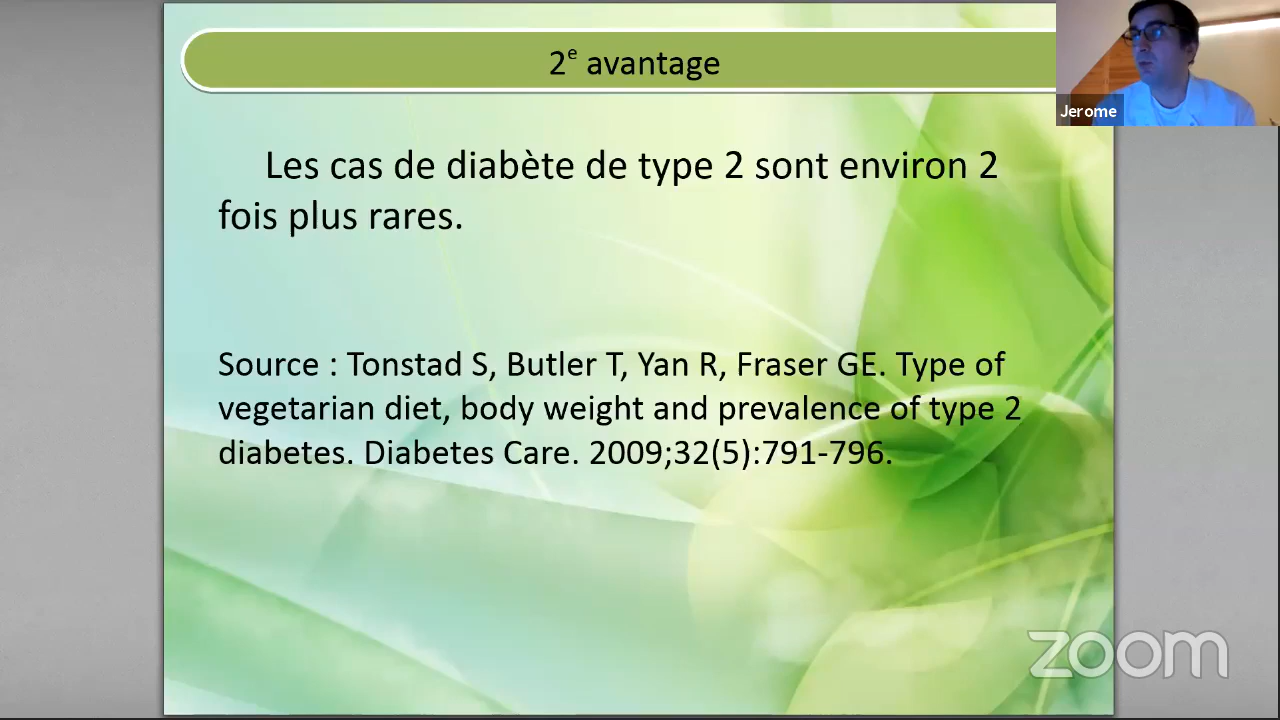 2e avantage
Jerome
Les cas de diabète de type 2 sont environ 2
fois plus rares.
Source : Tonstad S, Butler T, Yan R, Fraser GE. Type of
vegetarian diet, body weight and prevalence of type 2
diabetes. Diabetes Care. 2009;32(5):791-796.
zoom